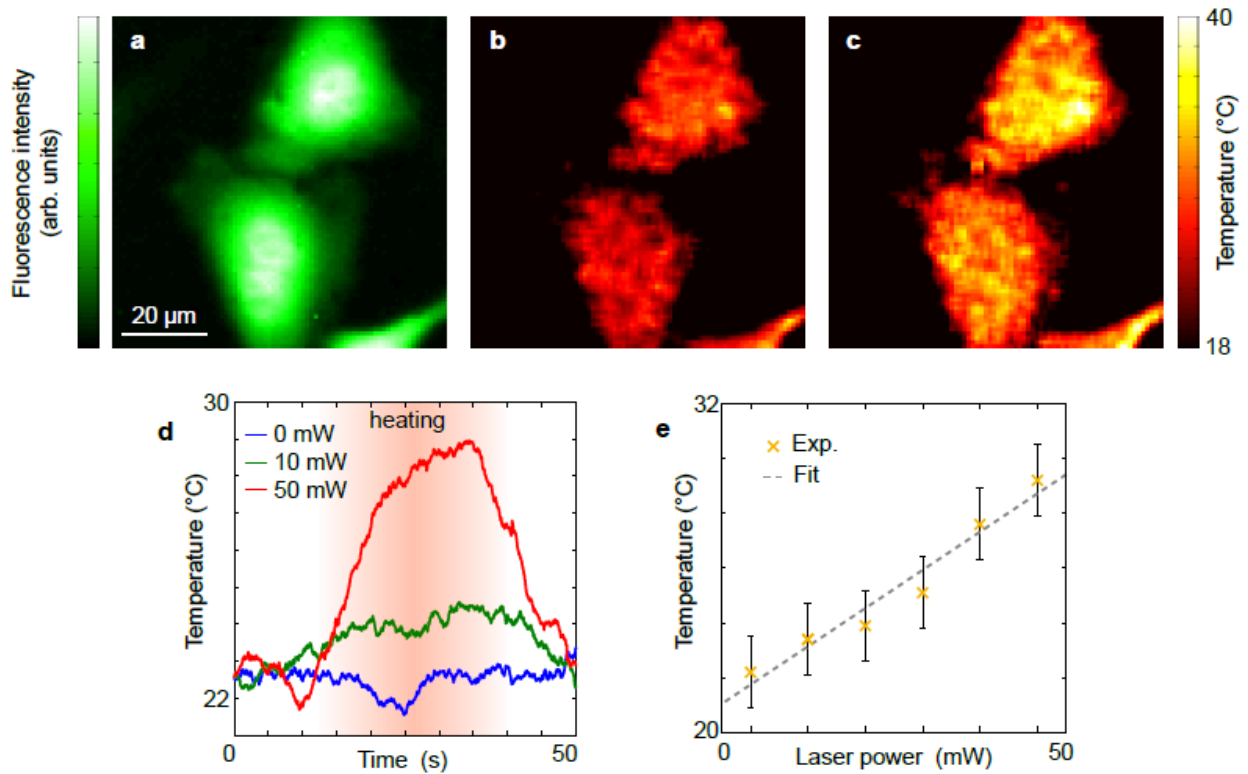 Fluorescence intensity
(arb. units)
a
20 µm
b
c
40
Temperature (°C)
18
d
30
heating
0 mW
10 mW
50 mW
Temperature (°C)
22
0
Time (s)
50
e
32
Exp.
Fit
Temperature (°C)
20
0
Laser power (mW)
50